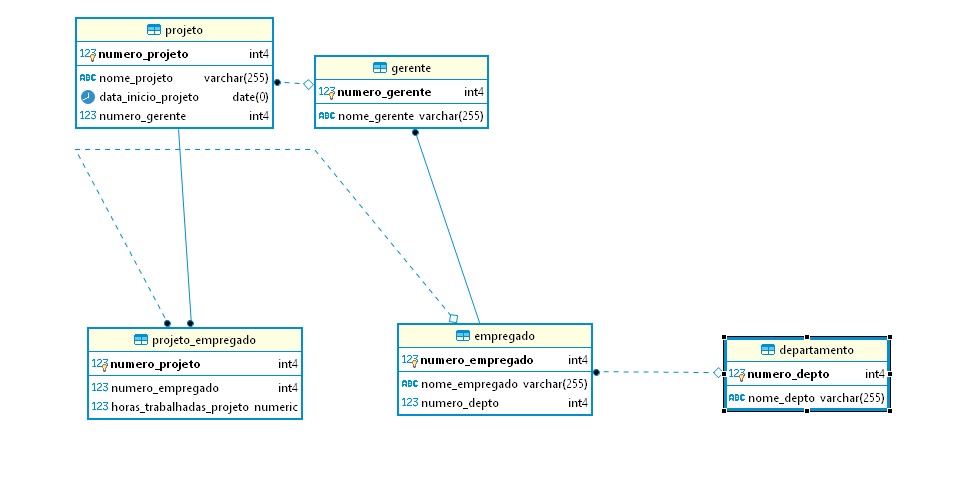 projeto
123 numero_projeto int4
ABC nome_projeto varchar(255)
data_inicio_projeto date(0)
123 numero_gerente int4
gerente
123 numero_gerente int4
ABC nome_gerente varchar(255)
projeto_empregado
123 numero_projeto int4
123 numero_empregado int4
123 horas_trabalhadas_projeto numeric
empregado
123 numero_empregado int4
ABC nome_empregado varchar(255)
123 numero_depto int4
departamento
123 numero_depto int4
ABC nome_depto varchar(255)